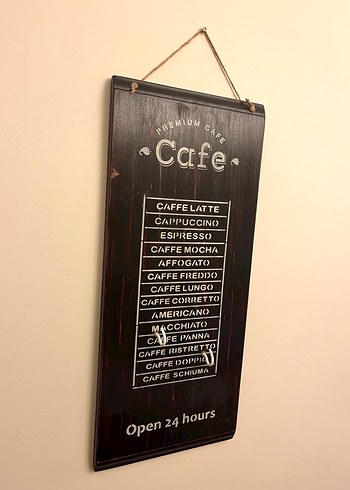 PREMIUM CAFE
Cafe
CAFFE LATTE
CAPPUCCINO
ESPRESSO
CAFFE MOCHA
AFFOGATO
CAFFE FREDDO
CAFFE LUNGO
CAFFE CORRETTO
AMERICANO
MACCHIATO
CAFFE PANNA
CAFFE RISTRETTO
CAFFE DOPPIO
CAFFE SCHIUMA
Open 24 hours